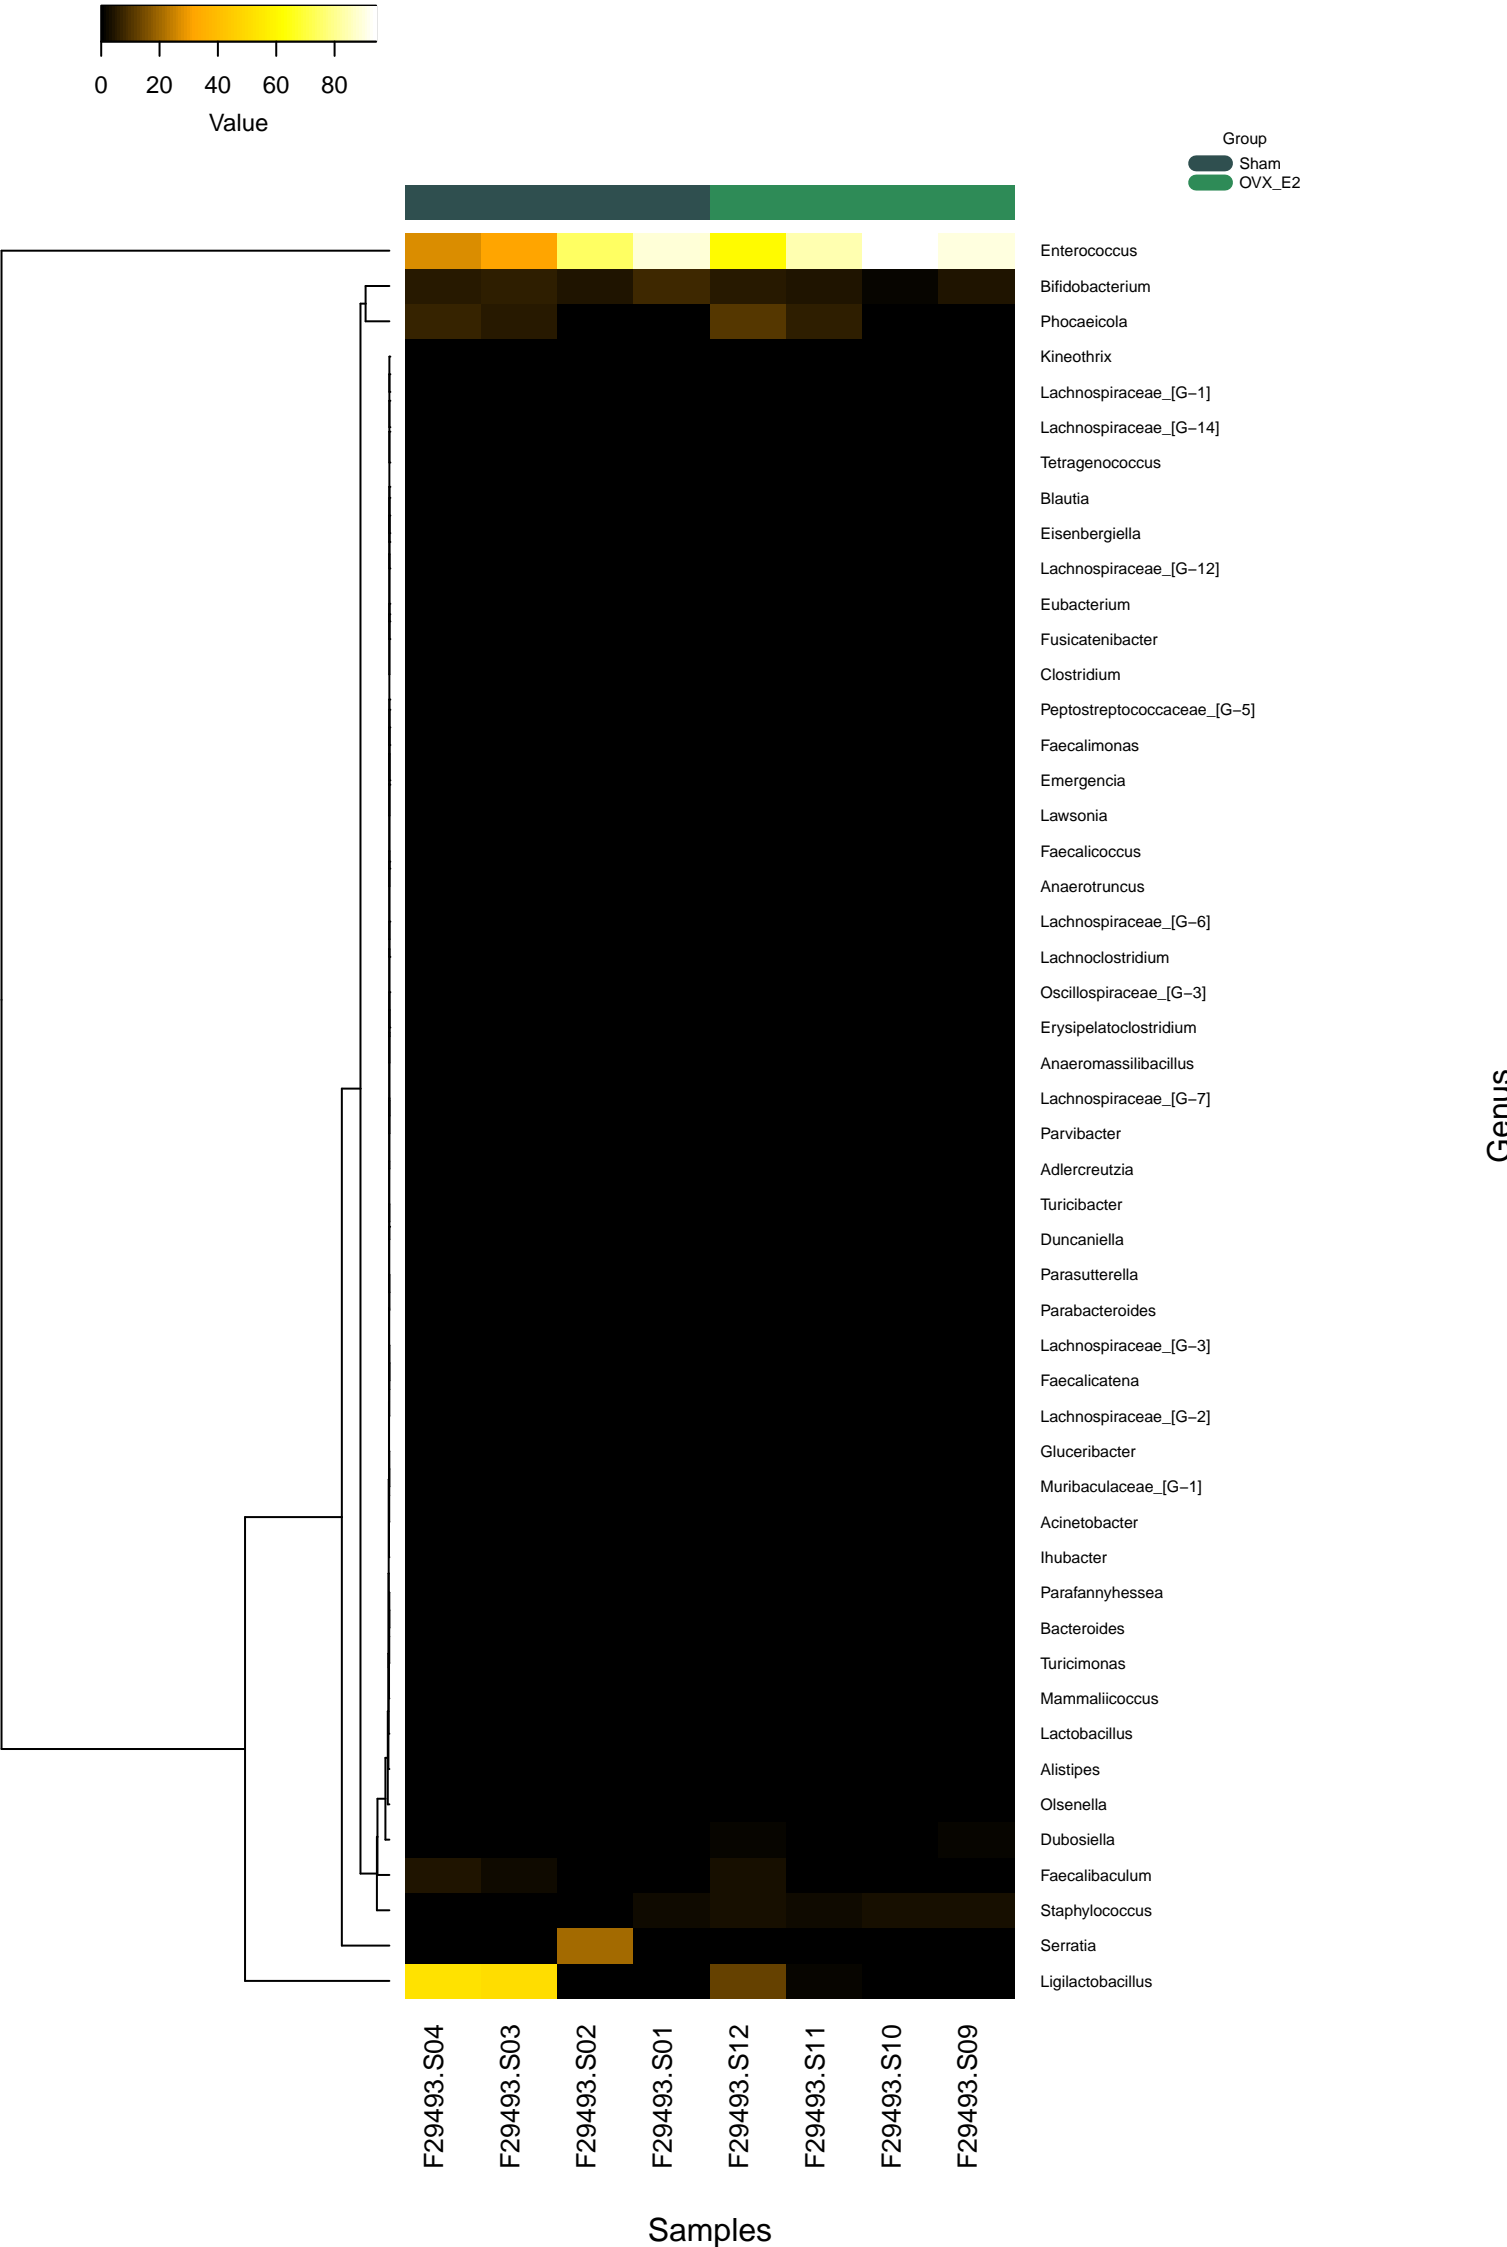 0 20 40 60 80
Value
Group
Sham
OVX_E2
Enterococcus
Bifidobacterium
Phocaeicola
Kineothrix
Lachnospiraceae_[G−1]
Lachnospiraceae_[G−14]
Tetragenococcus
Blautia
Eisenbergiella
Lachnospiraceae_[G−12]
Eubacterium
Fusicatenibacter
Clostridium
Peptostreptococcaceae_[G−5]
Faecalimonas
Emergencia
Lawsonia
Faecalicoccus
Anaerotruncus
Lachnospiraceae_[G−6]
Lachnoclostridium
Oscillospiraceae_[G−3]
Erysipelatoclostridium
Anaeromassilibacillus
Lachnospiraceae_[G−7]
Parvibacter
Adlercreutzia
Turicibacter
Duncaniella
Parasutterella
Parabacteroides
Lachnospiraceae_[G−3]
Faecalicatena
Lachnospiraceae_[G−2]
Gluceribacter
Muribaculaceae_[G−1]
Acinetobacter
Ihubacter
Parafannyhessea
Bacteroides
Turicimonas
Mammaliicoccus
Lactobacillus
Alistipes
Olsenella
Dubosiella
Faecalibaculum
Staphylococcus
Serratia
Ligilactobacillus
Genus
F29493.S04
F29493.S03
F29493.S02
F29493.S01
F29493.S12
F29493.S11
F29493.S10
F29493.S09
Samples